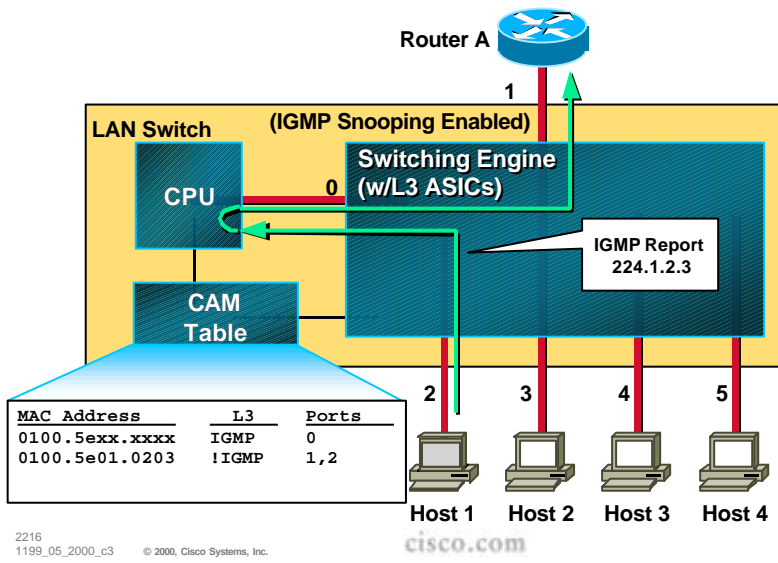 Router A
1
LAN Switch
(IGMP Snooping Enabled)
Switching Engine
(w/L3 ASICs)
CPU
0
IGMP Report
224.1.2.3
CAM
Table
2
3
4
5
MAC Address L3 Ports
0100.5exx.xxxx IGMP 0
0100.5e01.0203 !IGMP 1,2
Host 1
Host 2
Host 3
Host 4
2216
1199_05_2000_c3
© 2000, Cisco Systems, Inc.
cisco.com